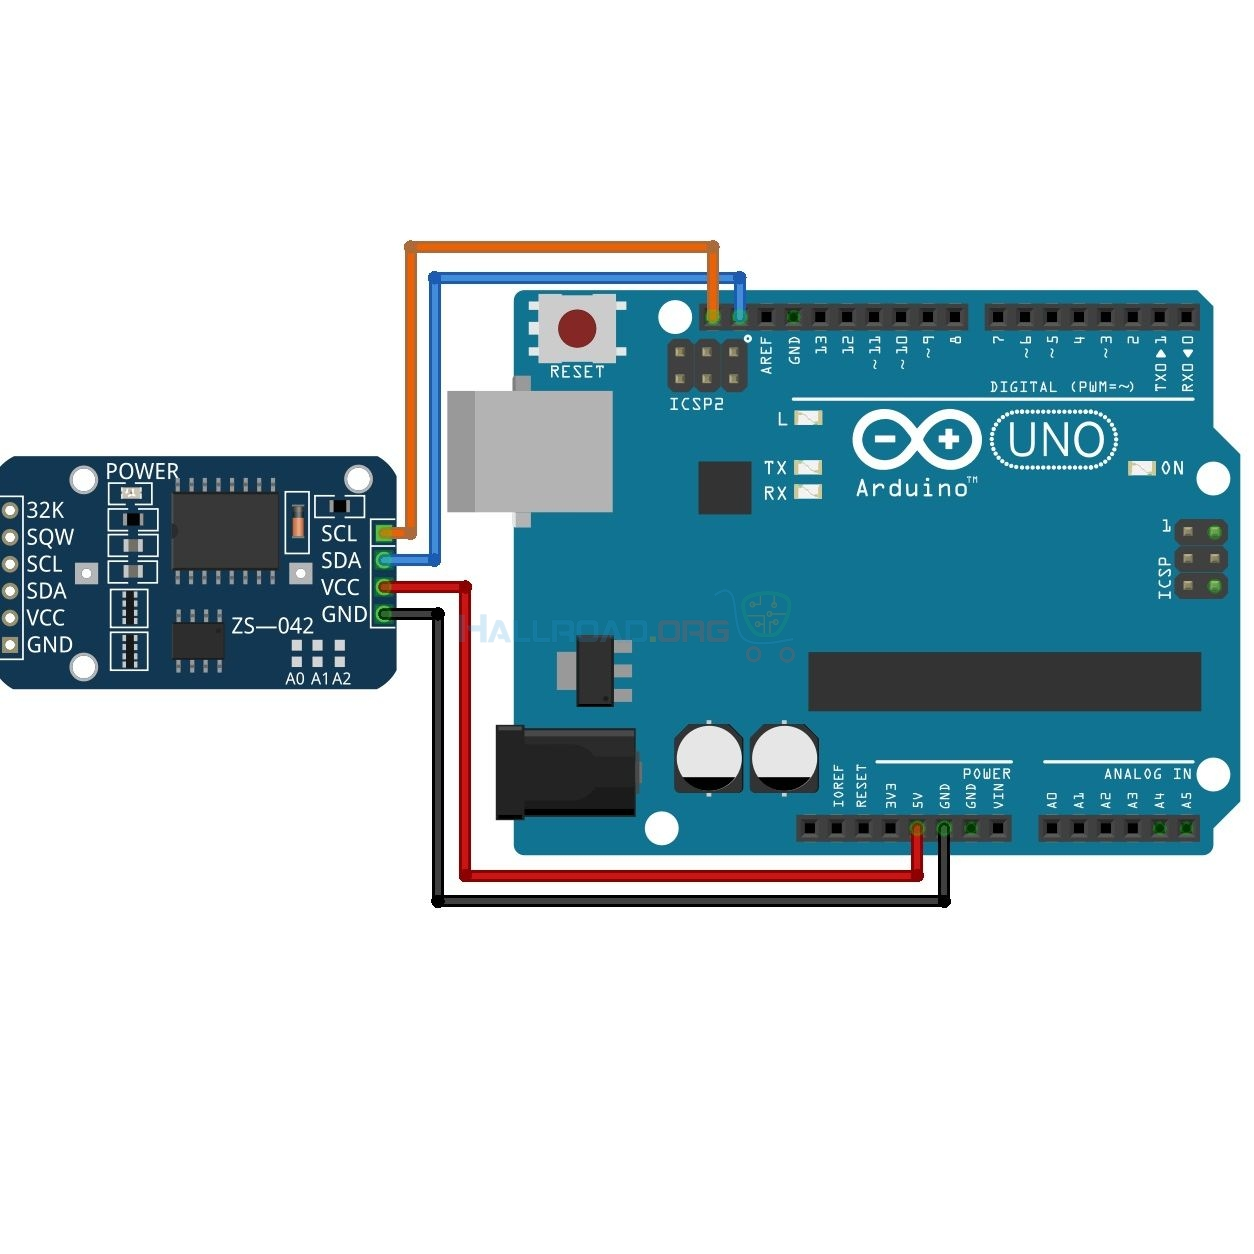 POWER
32K
SQW
SCL
SDA
VCC
GND
SCL
SDA
VCC
GND
ZS—042
A0 A1 A2
RESET
ICSP2
AREF
GND
13
12
~11
~10
~9
8
7
~6
~5
4
~3
2
TX0▶1
RX0◀0
DIGITAL (PWM=~)
L
TX
RX
Arduino™
UNO
ON
1
ICSP
HALLROAD.ORG
IOREF
RESET
3V3
5V
GND
GND
VIN
POWER
ANALOG IN
A0
A1
A2
A3
A4
A5